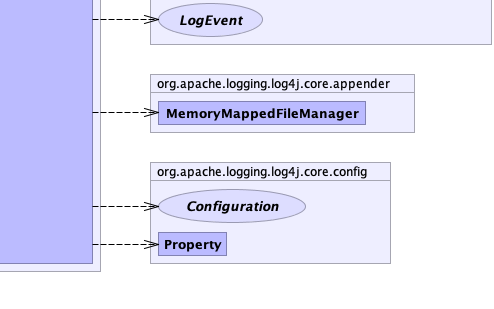 LogEvent
org.apache.logging.log4j.core.appender
MemoryMappedFileManager
org.apache.logging.log4j.core.config
Configuration
Property